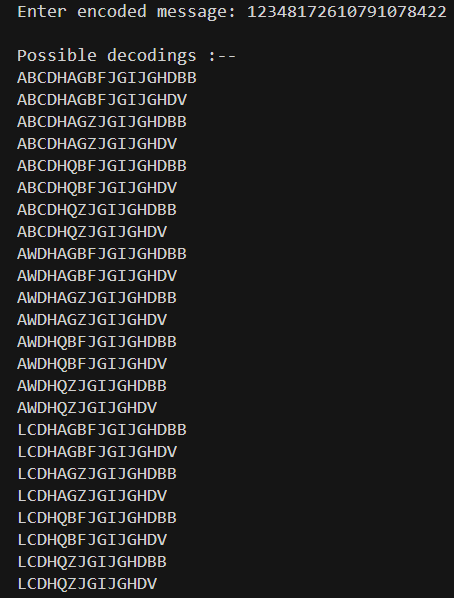 Enter encoded message: 12348172610791078422
Possible decodings :--
ABCDHAGBFJGIJGHDBB
ABCDHAGBFJGIJGHDV
ABCDHAGZJGIJGHDBB
ABCDHAGZJGIJGHDV
ABCDHQBFJGIJGHDBB
ABCDHQBFJGIJGHDV
ABCDHQZJGIJGHDBB
ABCDHQZJGIJGHDV
AWDHAGBFJGIJGHDBB
AWDHAGBFJGIJGHDV
AWDHAGZJGIJGHDBB
AWDHAGZJGIJGHDV
AWDHQBFJGIJGHDBB
AWDHQBFJGIJGHDV
AWDHQZJGIJGHDBB
AWDHQZJGIJGHDV
LCDHAGBFJGIJGHDBB
LCDHAGBFJGIJGHDV
LCDHAGZJGIJGHDBB
LCDHAGZJGIJGHDV
LCDHQBFJGIJGHDBB
LCDHQBFJGIJGHDV
LCDHQZJGIJGHDBB
LCDHQZJGIJGHDV